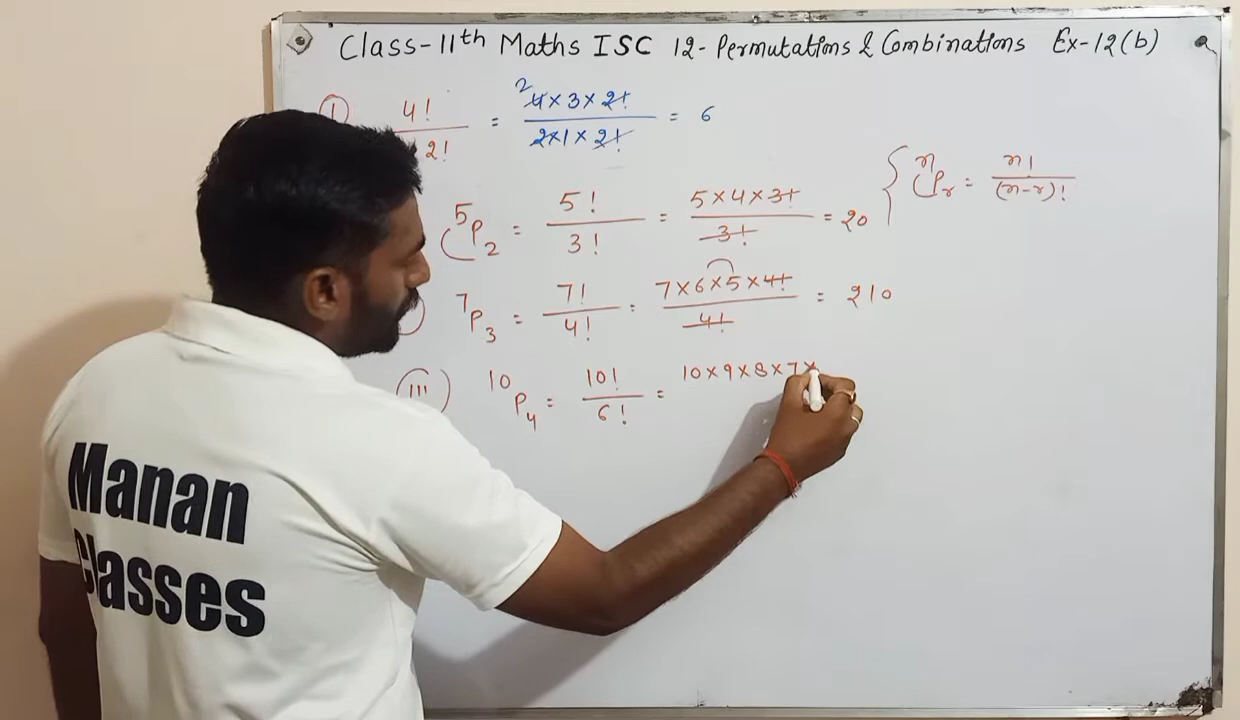 Class-11th Maths ISC 12-Permutations & Combinations Ex-12(b)
① 4! / 2! = 4×3×2! / 2×1×2! = 6
⁵P₂ = 5! / 3! = 5×4×3! / 3! = 20 { ⁿPᵣ = n! / (n-r)!
⁷P₃ = 7! / 4! = 7×6×5×4! / 4! = 210
(iii) ¹⁰P₄ = 10! / 6! = 10×9×8×7×
Manan
Classes